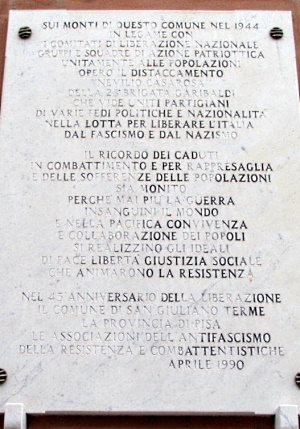 SUI MONTI DI QUESTO COMUNE NEL 1944
IN LEGAME CON
I COMITATI DI LIBERAZIONE NAZIONALE
GRUPPI E SQUADRE DI AZIONE PATRIOTTICA
UNITAMENTE ALLE POPOLAZIONI
OPERÒ IL DISTACCAMENTO
NEVILIO CASAROSA
DELLA 23ª BRIGATA GARIBALDI
CHE VIDE UNITI PARTIGIANI
DI VARIE FEDI POLITICHE E NAZIONALITÀ
NELLA LOTTA PER LIBERARE L'ITALIA
DAL FASCISMO E DAL NAZISMO
IL RICORDO DEI CADUTI
IN COMBATTIMENTO E PER RAPPRESAGLIA
E DELLE SOFFERENZE DELLE POPOLAZIONI
SIA MONITO
PERCHÉ MAI PIÙ LA GUERRA
INSANGUINI IL MONDO
E NELLA PACIFICA CONVIVENZA
E COLLABORAZIONE DEI POPOLI
SI REALIZZINO GLI IDEALI
DI PACE LIBERTÀ GIUSTIZIA SOCIALE
CHE ANIMARONO LA RESISTENZA
NEL 45° ANNIVERSARIO DELLA LIBERAZIONE
IL COMUNE DI SAN GIULIANO TERME
LA PROVINCIA DI PISA
LE ASSOCIAZIONI DELL'ANTIFASCISMO
DELLA RESISTENZA E COMBATTENTISTICHE
APRILE 1990